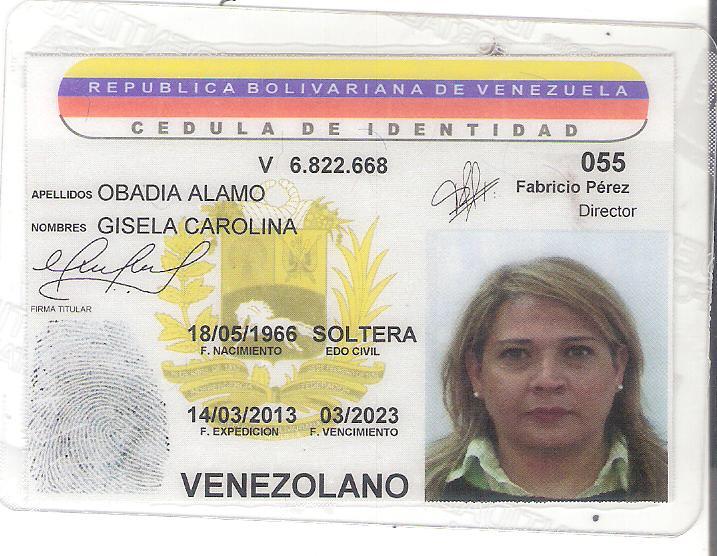 REPUBLICA BOLIVARIANA DE VENEZUELA
CEDULA DE IDENTIDAD
V 6.822.668
055
APELLIDOS OBADIA ALAMO
Fabricio Pérez
Director
NOMBRES GISELA CAROLINA
FIRMA TITULAR
18/05/1966 SOLTERA
F. NACIMIENTO EDO CIVIL
14/03/2013 03/2023
F. EXPEDICION F. VENCIMIENTO
VENEZOLANO